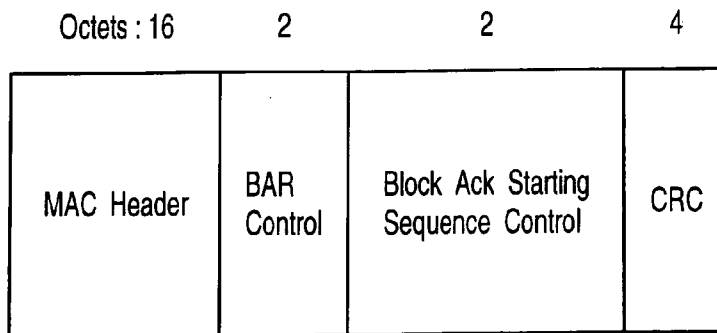 Octets : 16 2 2 4
MAC Header
BAR
Control
Block Ack Starting
Sequence Control
CRC